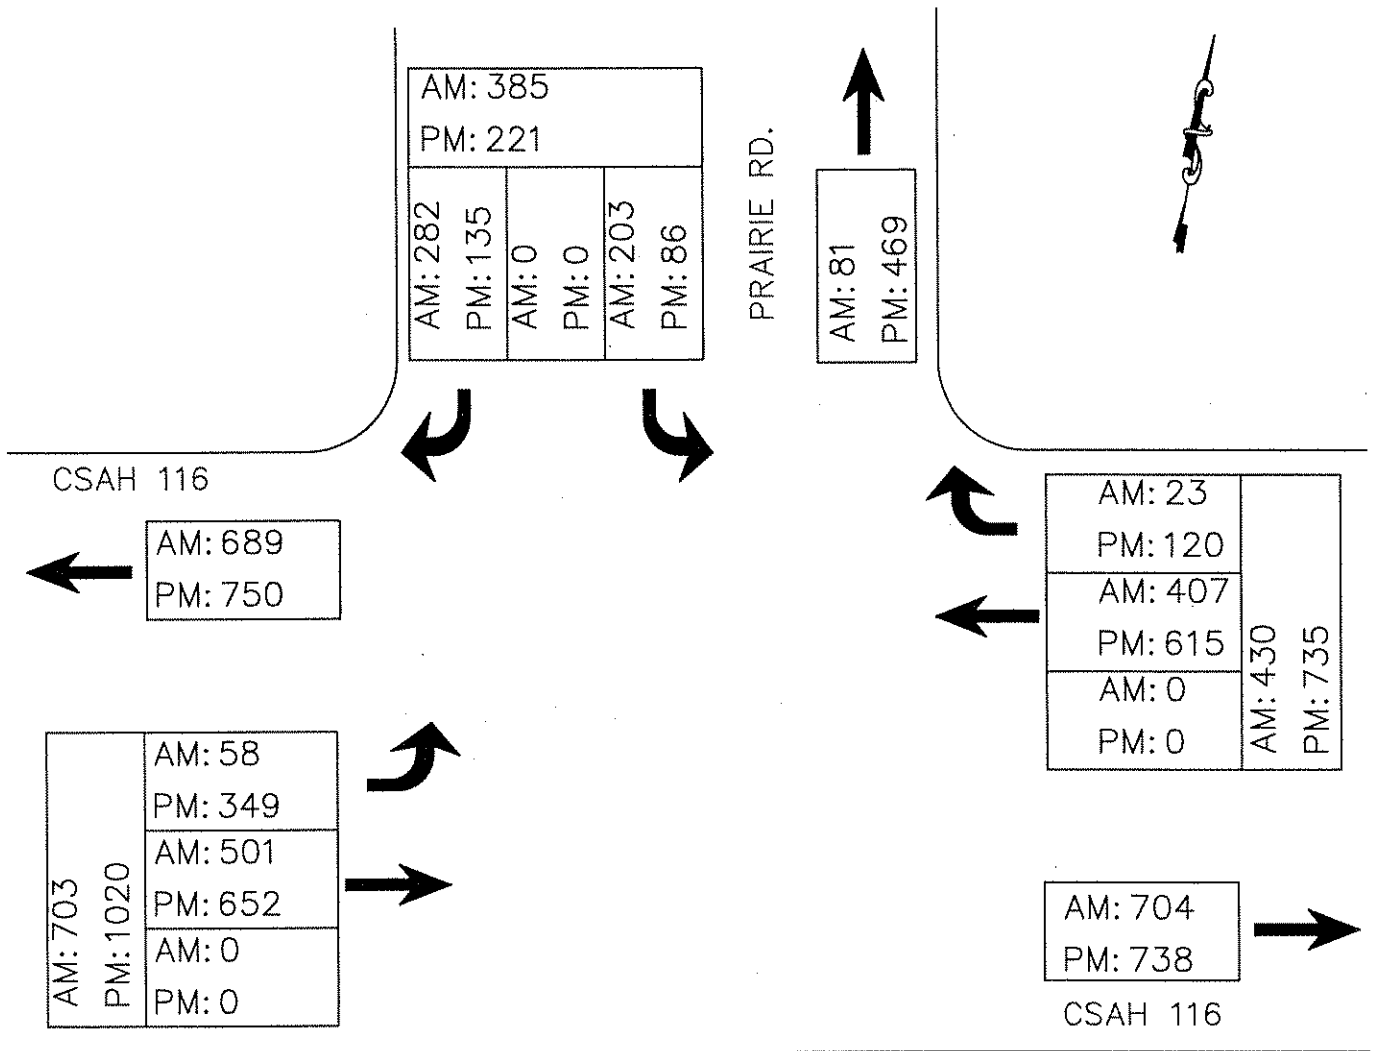 AM: 385
PM: 221
AM: 282
PM: 135
AM: 0
PM: 0
AM: 203
PM: 86
PRAIRIE RD.
AM: 81
PM: 469
CSAH 116
AM: 689
PM: 750
AM: 23
PM: 120
AM: 407
PM: 615
AM: 0
PM: 0
AM: 430
PM: 735
AM: 703
PM: 1020
AM: 58
PM: 349
AM: 501
PM: 652
AM: 0
PM: 0
AM: 704
PM: 738
CSAH 116